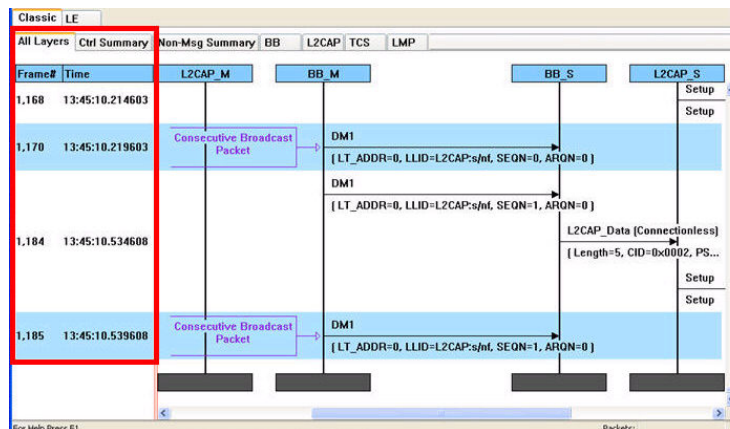 Classic LE
All Layers Ctrl Summary Non-Msg Summary BB L2CAP TCS LMP
Frame# Time L2CAP_M BB_M BB_S L2CAP_S
Setup
1,168 13:45:10.214603
Setup
Consecutive Broadcast Packet
DM1
1,170 13:45:10.219603
( LT_ADDR=0, LLID=L2CAP:s/nf, SEQN=0, ARQN=0 )
DM1
( LT_ADDR=0, LLID=L2CAP:s/nf, SEQN=1, ARQN=0 )
L2CAP_Data (Connectionless)
1,184 13:45:10.534608
( Length=5, CID=0x0002, PS...
Setup
Setup
Consecutive Broadcast Packet
DM1
1,185 13:45:10.539608
( LT_ADDR=0, LLID=L2CAP:s/nf, SEQN=1, ARQN=0 )
For Help Press F1
Packets: